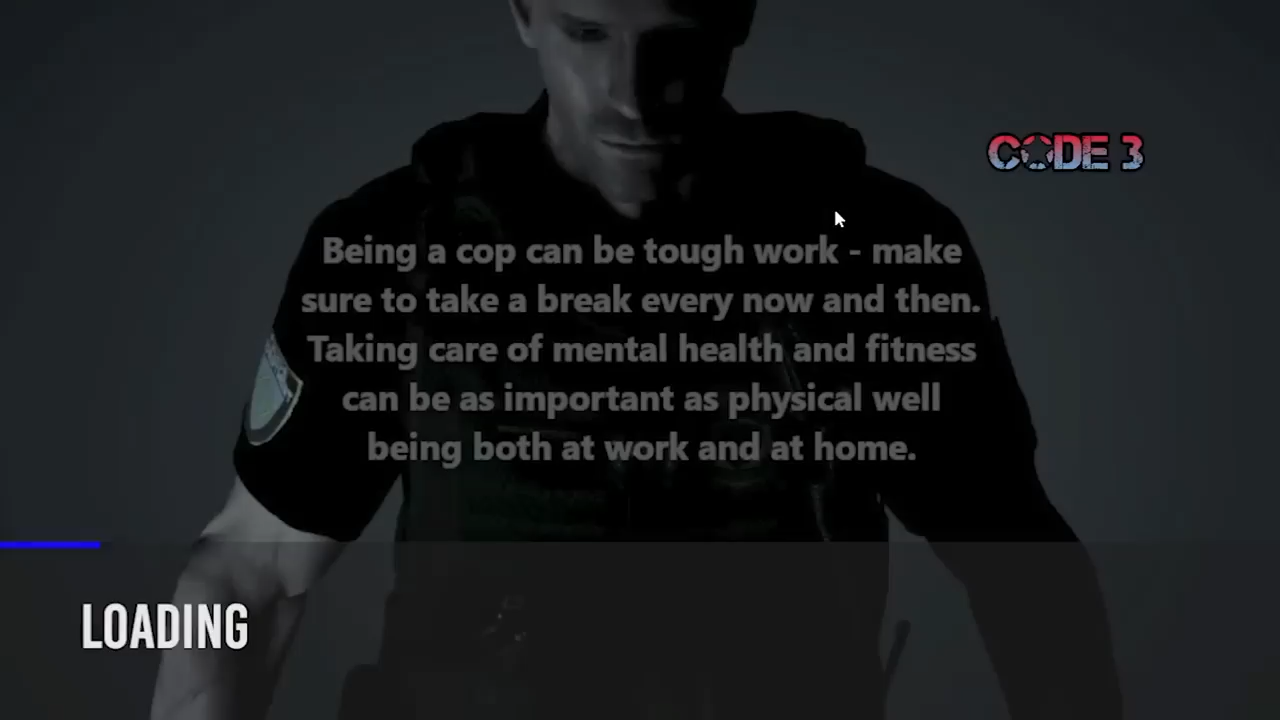 CODE 3
Being a cop can be tough work - make
sure to take a break every now and then.
Taking care of mental health and fitness
can be as important as physical well
being both at work and at home.
LOADING